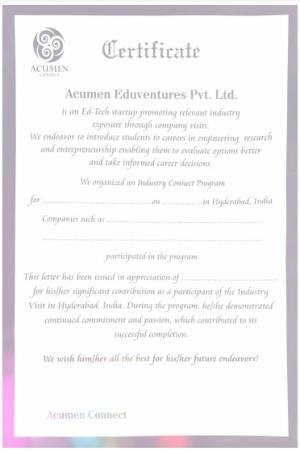 ACUMEN
CONNECT
Certificate
Acumen Eduventures Pvt. Ltd.
is an Ed-Tech startup promoting relevant industry
exposure through company visits.
We endeavor to introduce students to careers in engineering, research
and entrepreneurship enabling them to evaluate options better
and take informed career decisions.
We organized an Industry Connect Program
for ........................................ on ............... in Hyderabad, India.
Companies such as ........................................................
................................................................................
participated in the program.
This letter has been issued in appreciation of ................................
for his/her significant contribution as a participant of the Industry
Visit in Hyderabad, India. During the program, he/she demonstrated
continued commitment and passion, which contributed to its
successful completion.
We wish him/her all the best for his/her future endeavors!
Acumen Connect